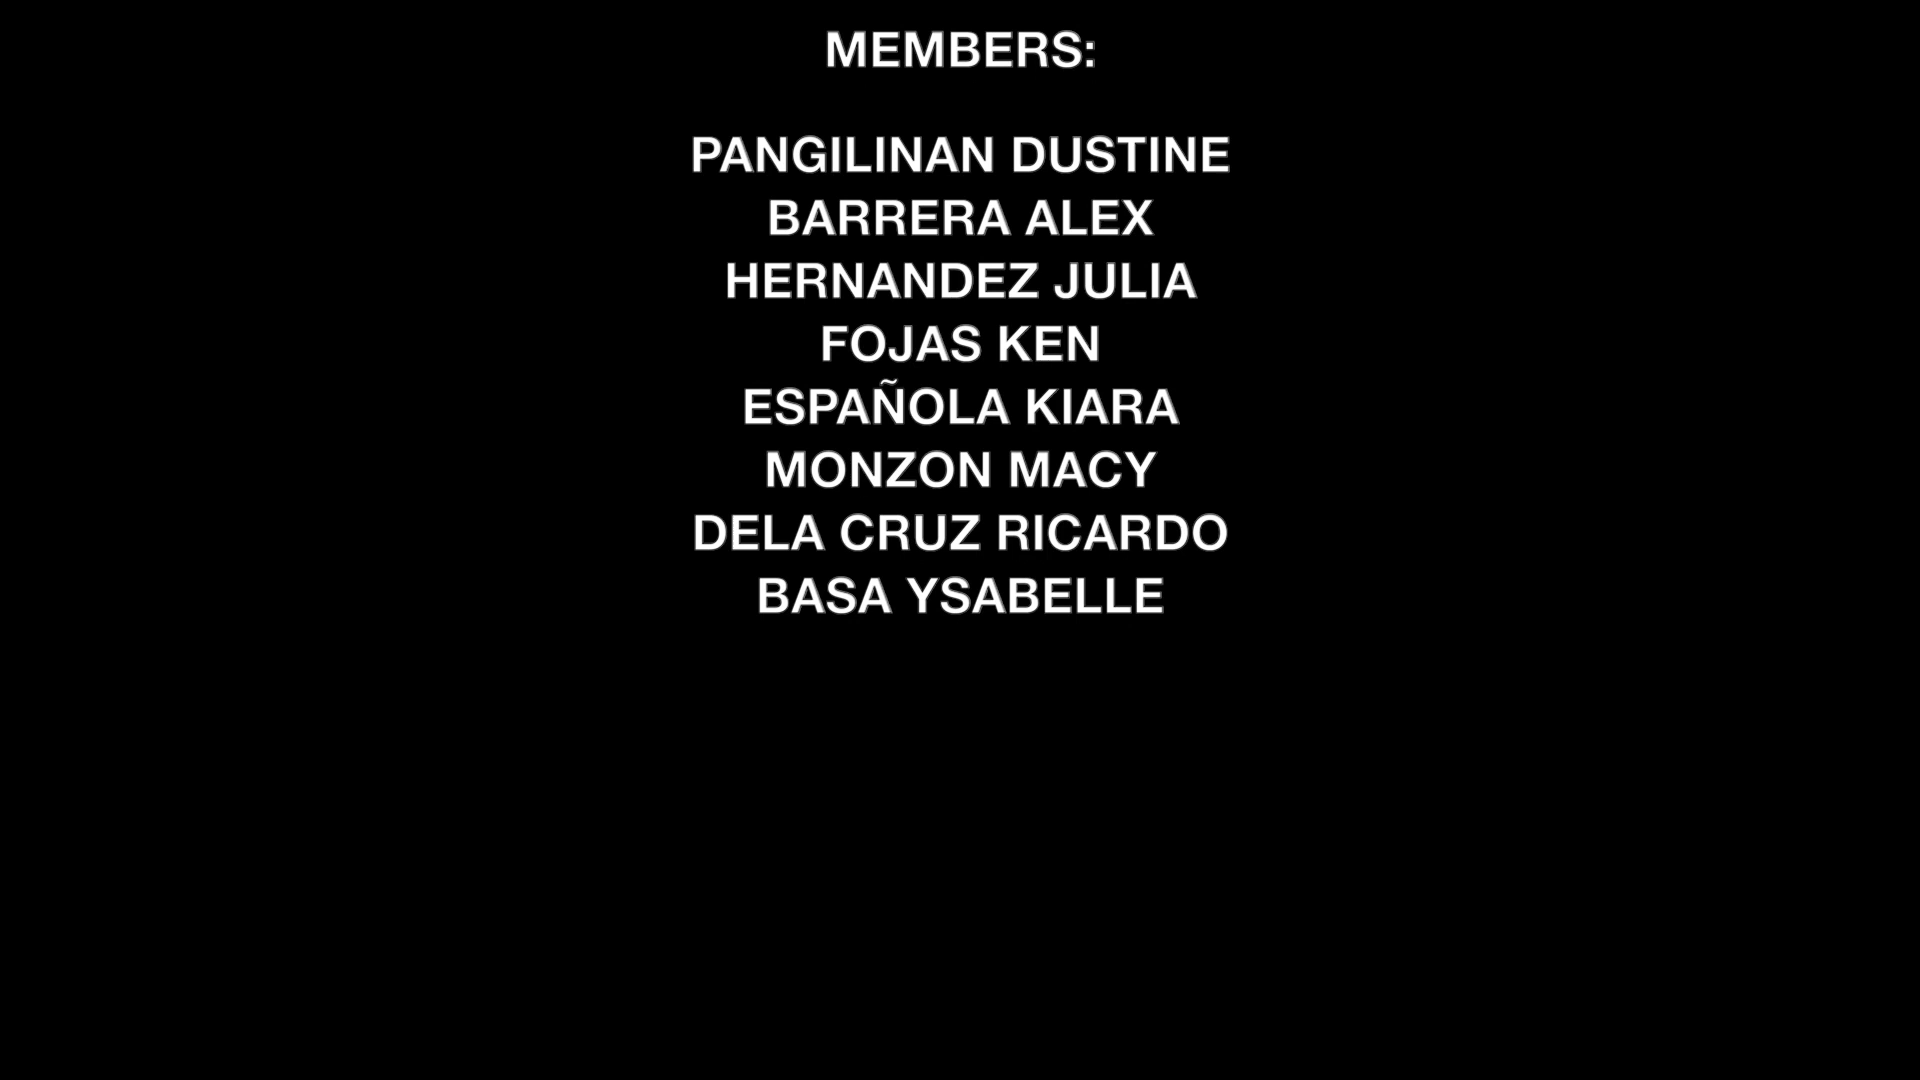 MEMBERS:
PANGILINAN DUSTINE
BARRERA ALEX
HERNANDEZ JULIA
FOJAS KEN
ESPAÑOLA KIARA
MONZON MACY
DELA CRUZ RICARDO
BASA YSABELLE